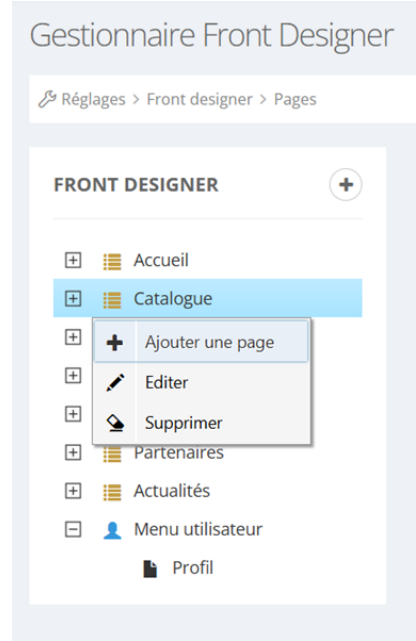 Gestionnaire Front Designer
Réglages > Front designer > Pages
FRONT DESIGNER
Accueil
Catalogue
Ajouter une page
Editer
Supprimer
Partenaires
Actualités
Menu utilisateur
Profil